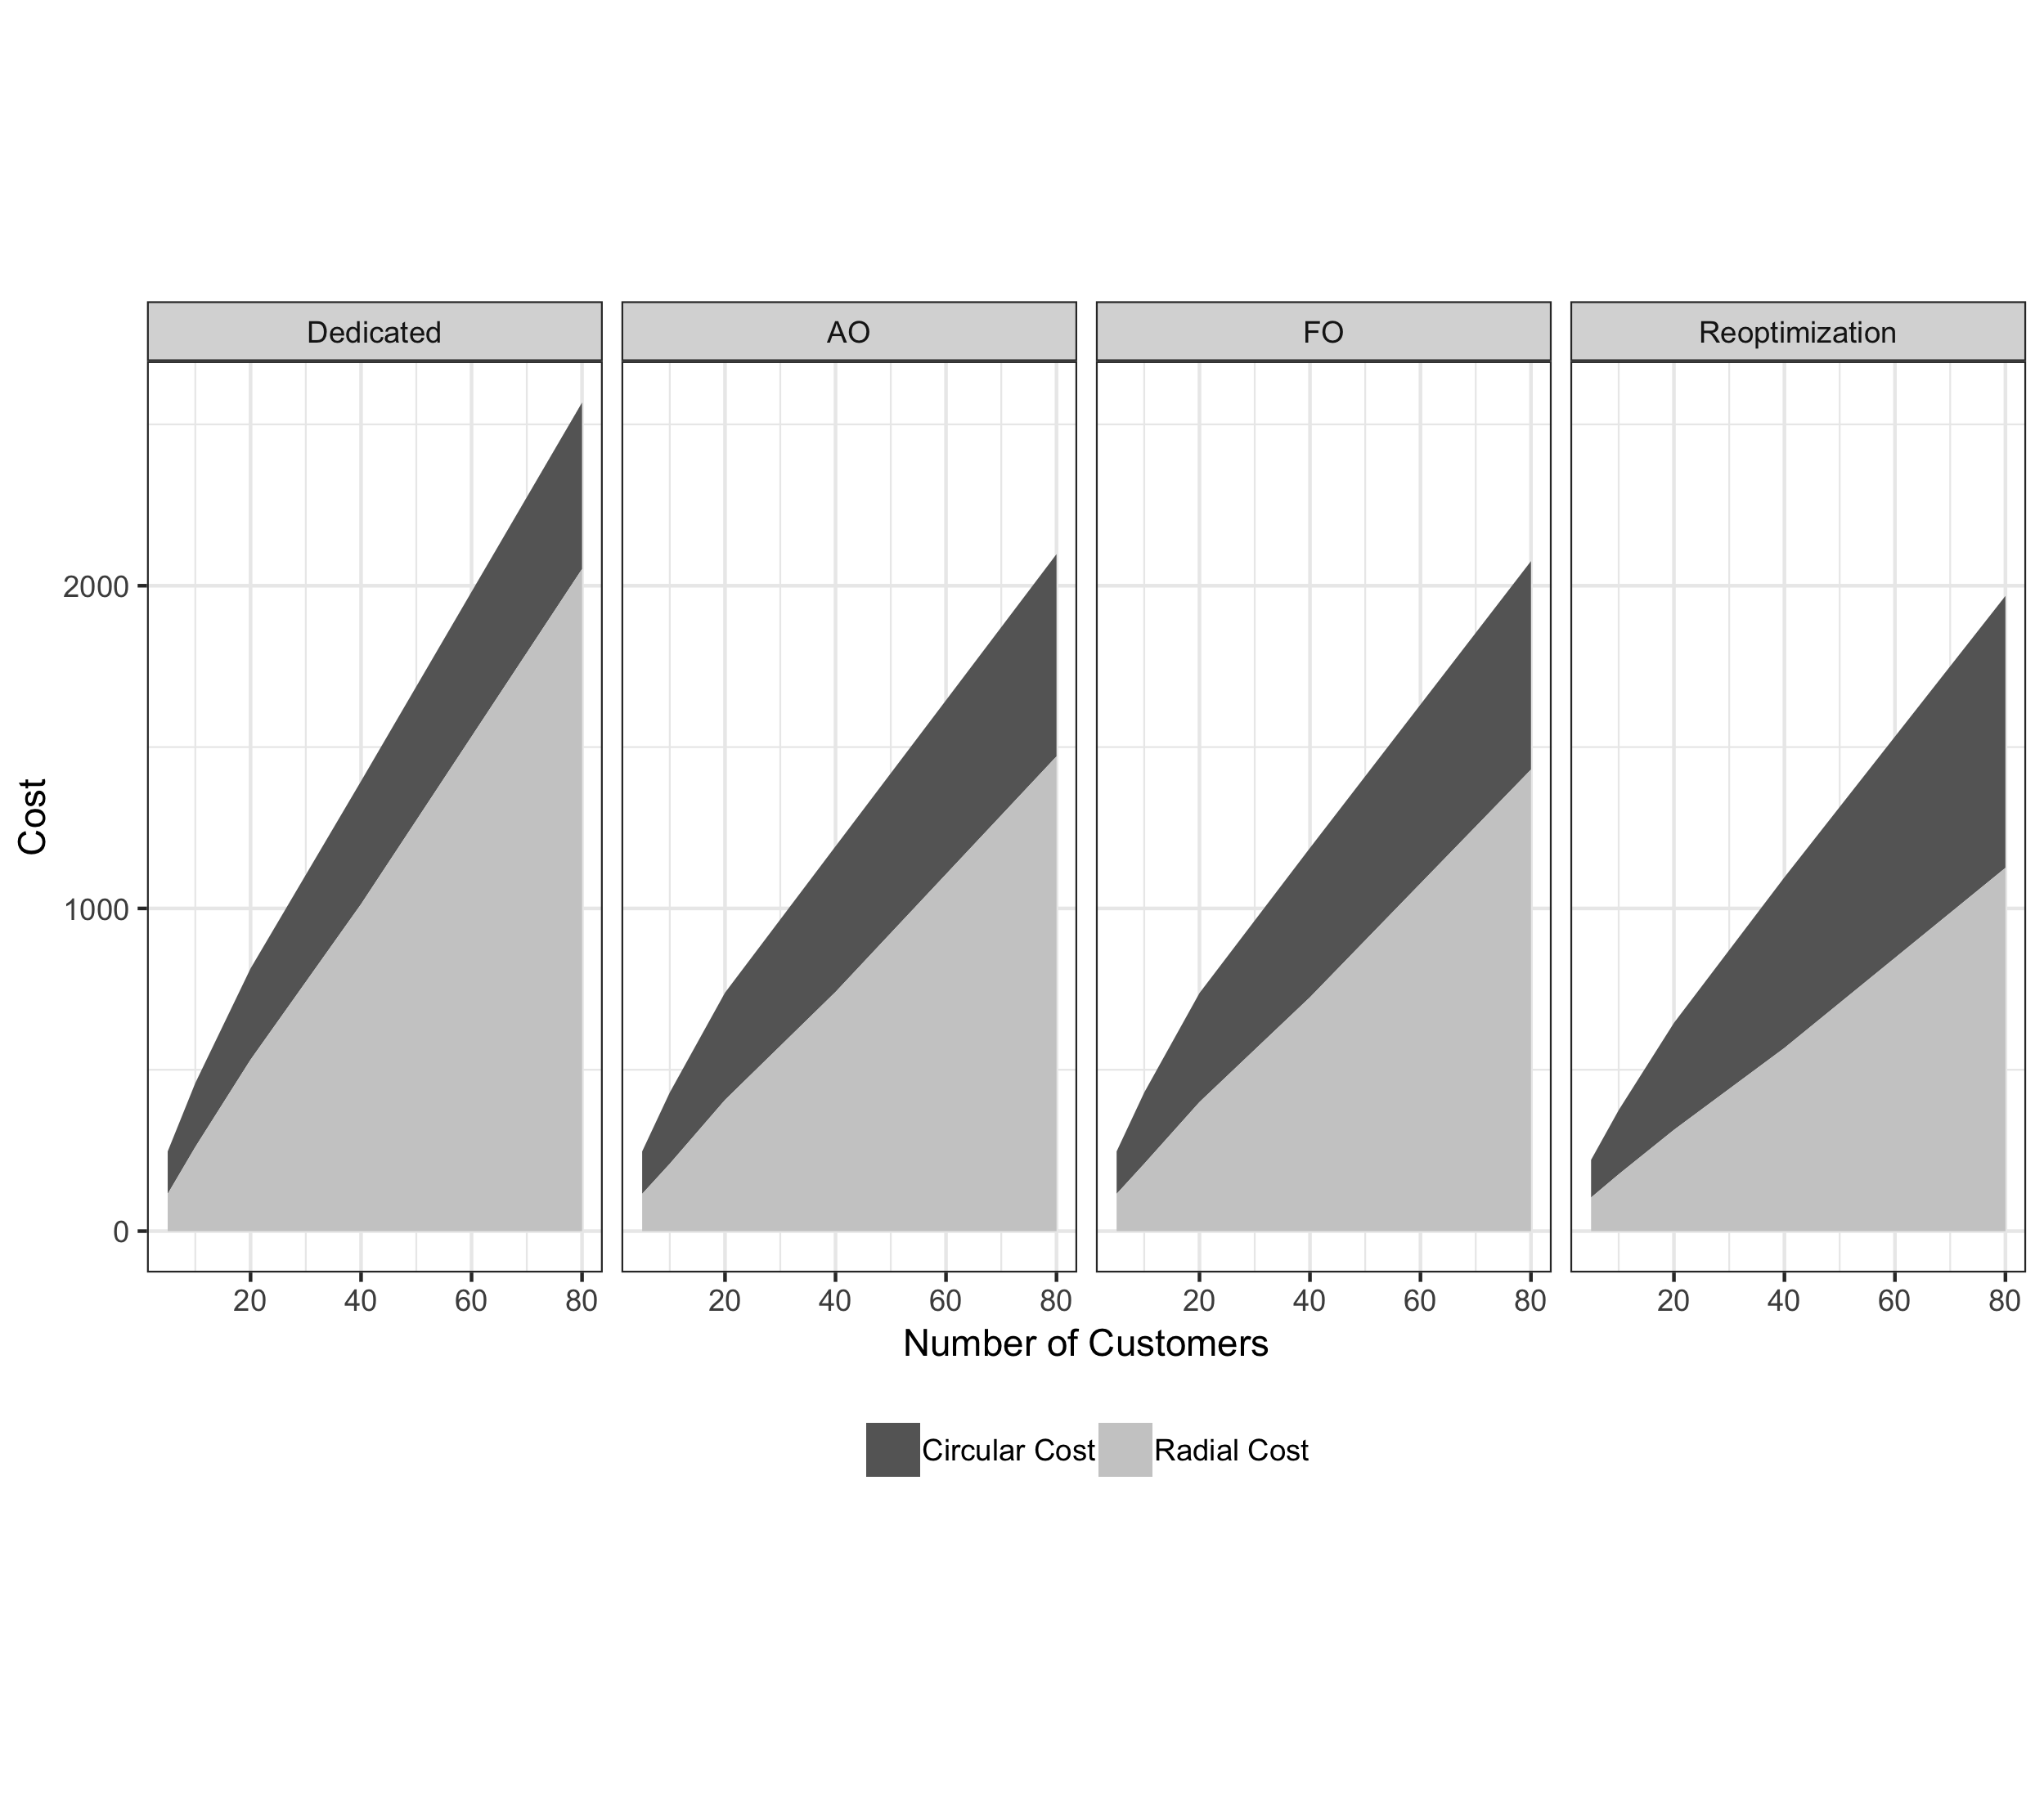 Dedicated AO FO Reoptimization
Cost
2000
1000
0
20 40 60 80 20 40 60 80 20 40 60 80 20 40 60 80
Number of Customers
Circular Cost Radial Cost